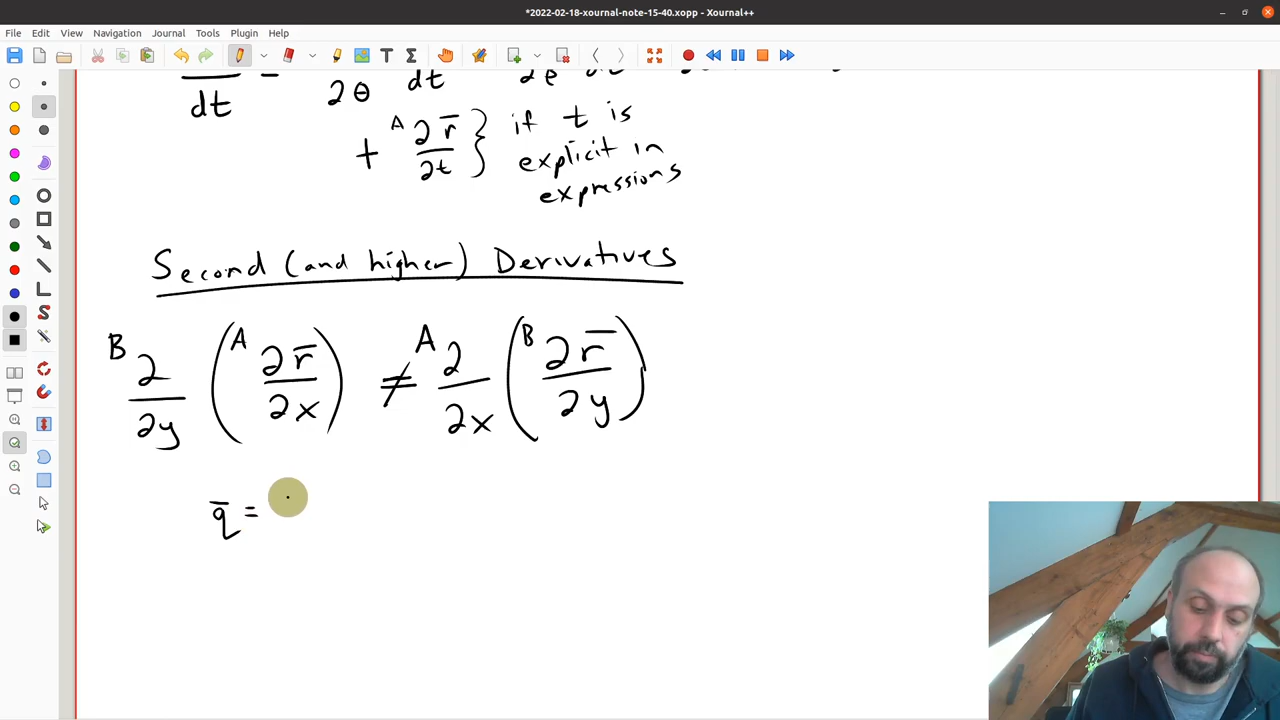 *2022-02-18-xournal-note-15-40.xopp - Xournal++
File Edit View Navigation Journal Tools Plugin Help
dt = ∂θ dt
+ ᴬ∂r̄/∂t } if t is
explicit in
expressions
Second (and higher) Derivatives
ᴮ∂/∂y (ᴬ∂r̄/∂x) ≠ ᴬ∂/∂x (ᴮ∂r̄/∂y)
q̄ =